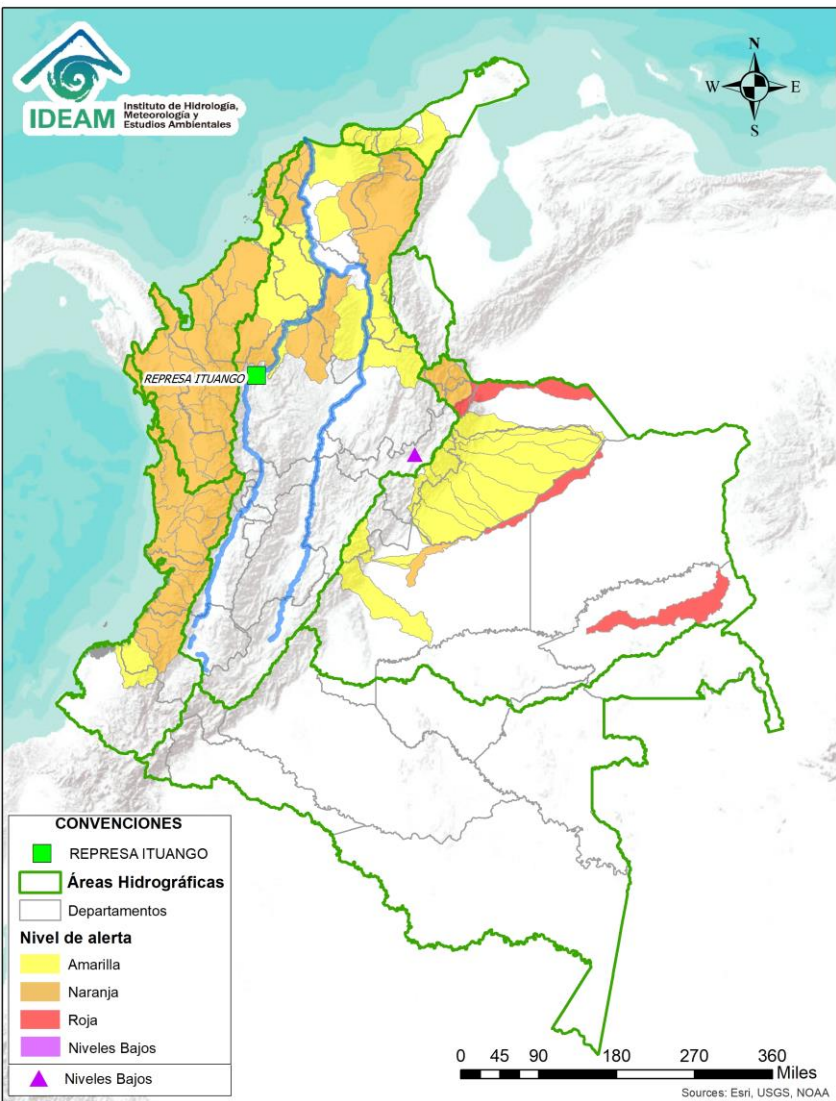 IDEAM
Instituto de Hidrología,
Meteorología y
Estudios Ambientales
N
W
E
S
REPRESA ITUANGO
CONVENCIONES
REPRESA ITUANGO
Áreas Hidrográficas
Departamentos
Nivel de alerta
Amarilla
Naranja
Roja
Niveles Bajos
Niveles Bajos
0 45 90 180 270 360
Miles
Sources: Esri, USGS, NOAA